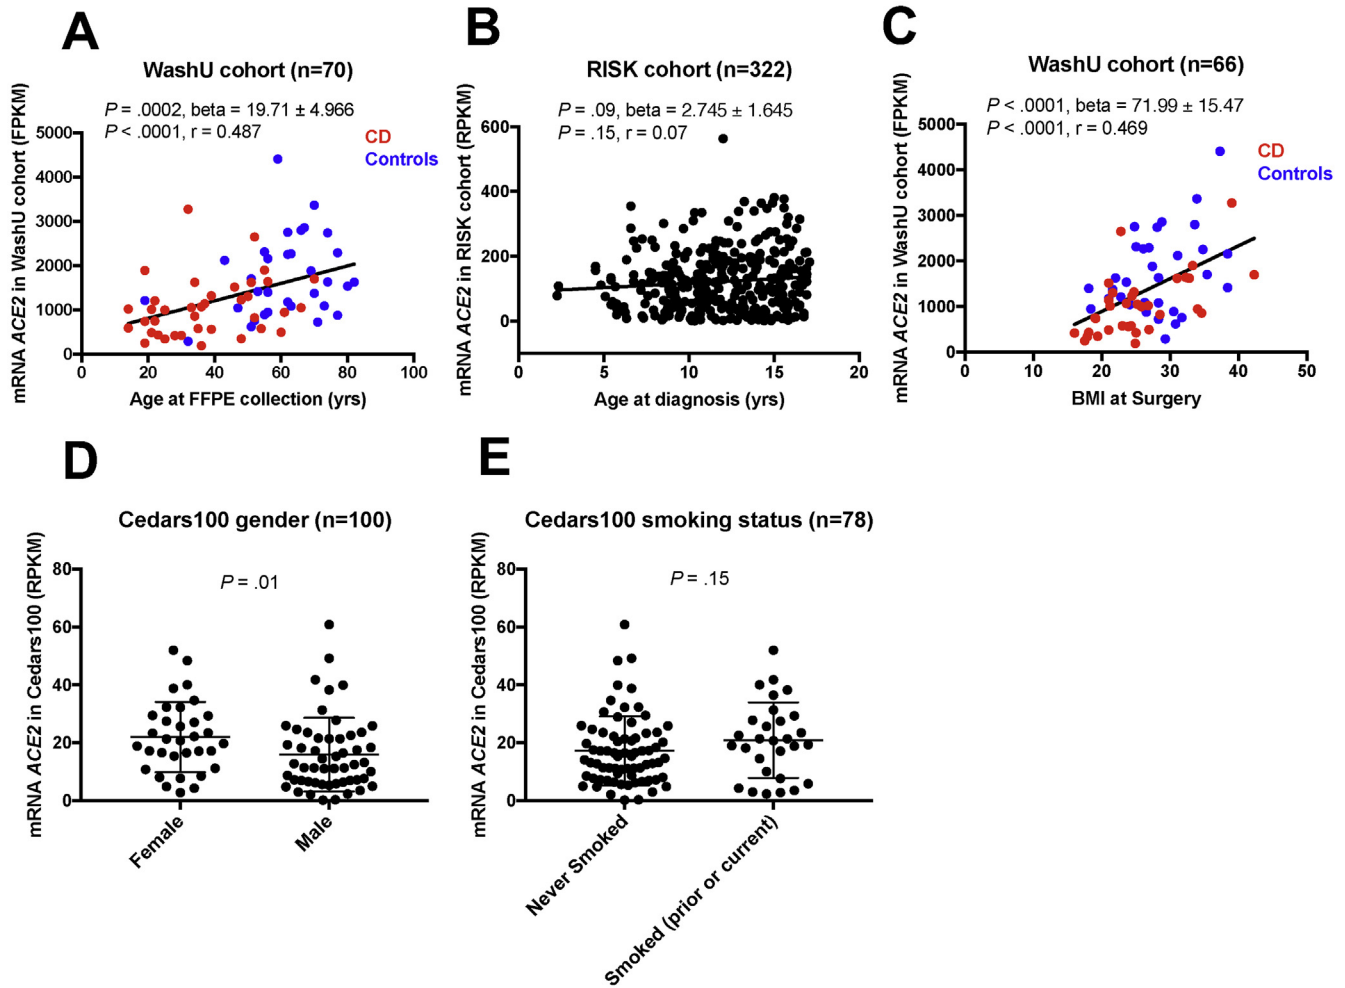 A
WashU cohort (n=70)
P = .0002, beta = 19.71 ± 4.966
P < .0001, r = 0.487
CD
Controls
mRNA ACE2 in WashU cohort (FPKM)
5000
4000
3000
2000
1000
0
0
20
40
60
80
100
Age at FFPE collection (yrs)
B
RISK cohort (n=322)
P = .09, beta = 2.745 ± 1.645
P = .15, r = 0.07
mRNA ACE2 in RISK cohort (RPKM)
600
400
200
0
0
5
10
15
20
Age at diagnosis (yrs)
C
WashU cohort (n=66)
P < .0001, beta = 71.99 ± 15.47
P < .0001, r = 0.469
CD
Controls
mRNA ACE2 in WashU cohort (FPKM)
5000
4000
3000
2000
1000
0
0
10
20
30
40
50
BMI at Surgery
D
Cedars100 gender (n=100)
P = .01
mRNA ACE2 in Cedars100 (RPKM)
80
60
40
20
0
Female
Male
E
Cedars100 smoking status (n=78)
P = .15
mRNA ACE2 in Cedars100 (RPKM)
80
60
40
20
0
Never Smoked
Smoked (prior or current)